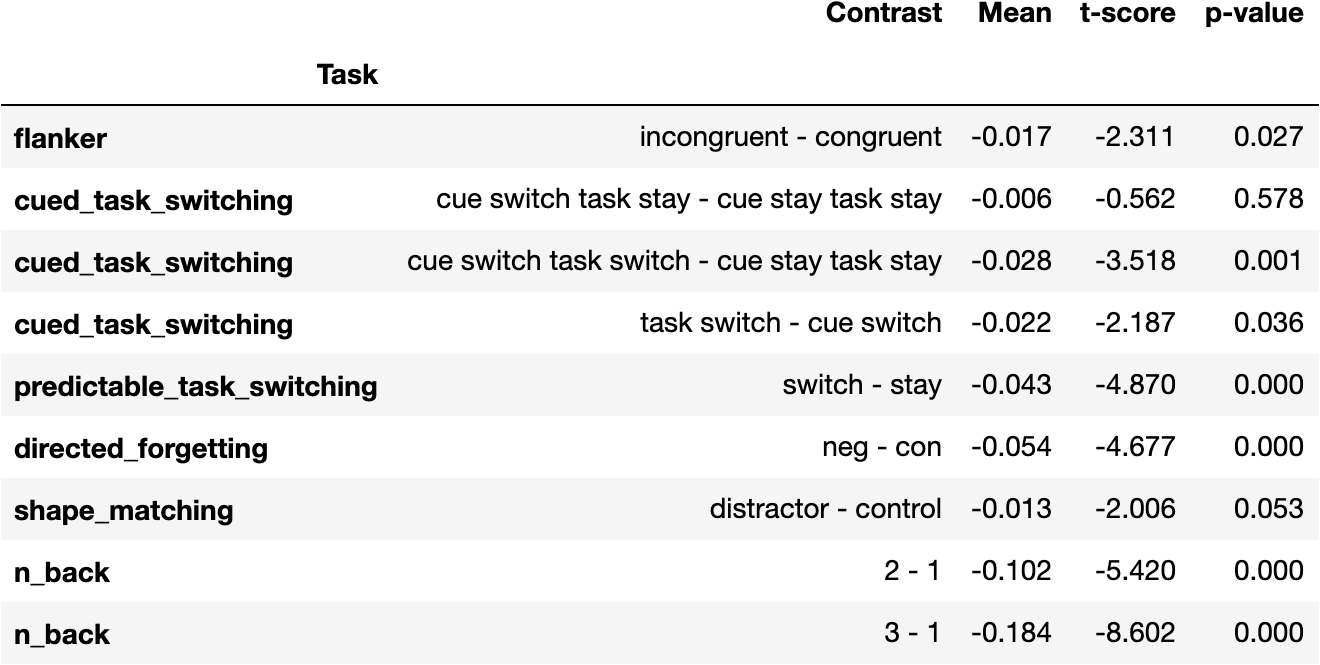 Contrast Mean t-score p-value
Task
flanker incongruent - congruent -0.017 -2.311 0.027
cued_task_switching cue switch task stay - cue stay task stay -0.006 -0.562 0.578
cued_task_switching cue switch task switch - cue stay task stay -0.028 -3.518 0.001
cued_task_switching task switch - cue switch -0.022 -2.187 0.036
predictable_task_switching switch - stay -0.043 -4.870 0.000
directed_forgetting neg - con -0.054 -4.677 0.000
shape_matching distractor - control -0.013 -2.006 0.053
n_back 2 - 1 -0.102 -5.420 0.000
n_back 3 - 1 -0.184 -8.602 0.000